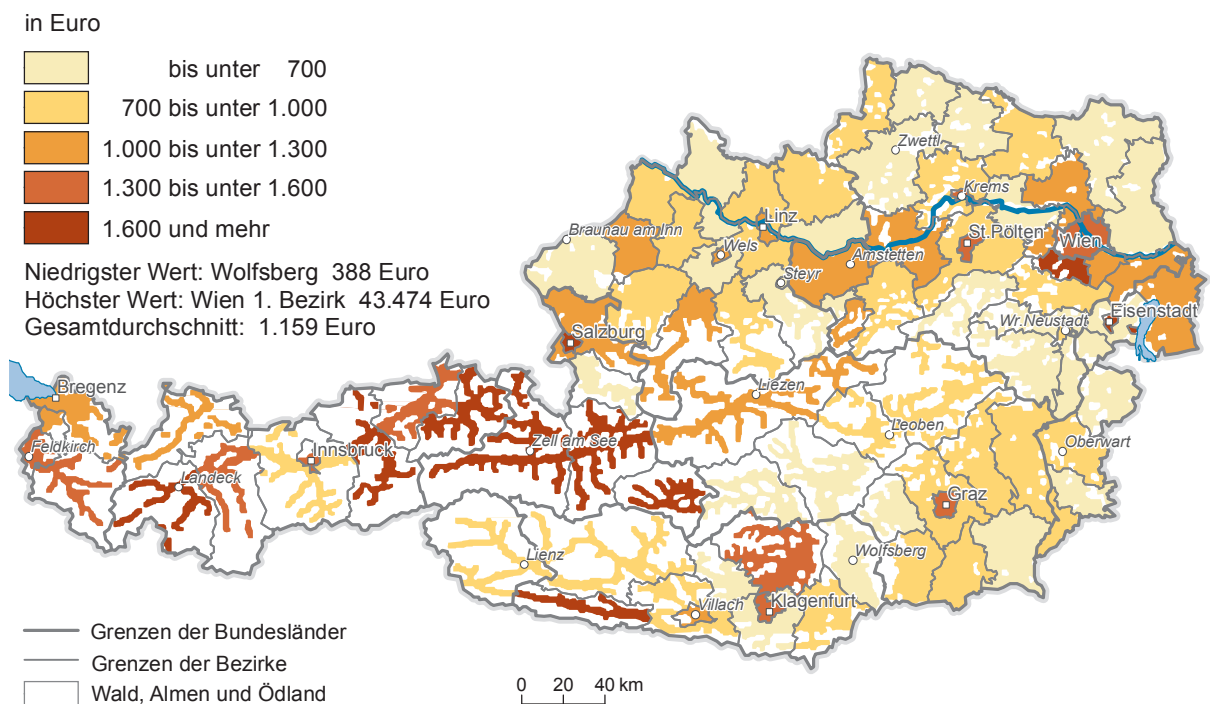 in Euro
bis unter 700
700 bis unter 1.000
1.000 bis unter 1.300
1.300 bis unter 1.600
1.600 und mehr
Niedrigster Wert: Wolfsberg 388 Euro
Höchster Wert: Wien 1. Bezirk 43.474 Euro
Gesamtdurchschnitt: 1.159 Euro
Zwettl
Krems
Linz
Braunau am Inn
St.Pölten
Wien
Wels
Amstetten
Steyr
Eisenstadt
Wr.Neustadt
Salzburg
Bregenz
Liezen
Leoben
Oberwart
Feldkirch
Innsbruck
Zell am See
Landeck
Graz
Lienz
Wolfsberg
Villach
Klagenfurt
Grenzen der Bundesländer
Grenzen der Bezirke
Wald, Almen und Ödland
0 20 40 km